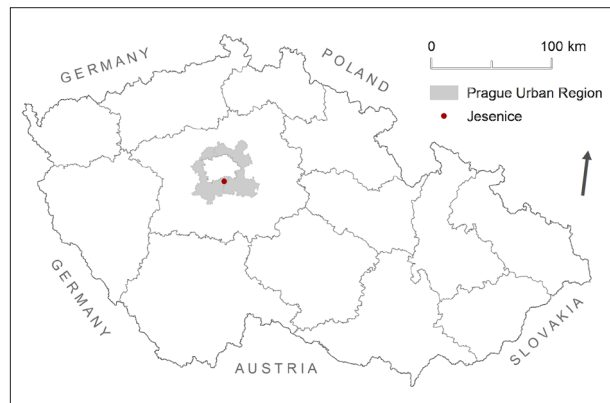 GERMANY
POLAND
0 100 km
Prague Urban Region
Jesenice
GERMANY
AUSTRIA
SLOVAKIA